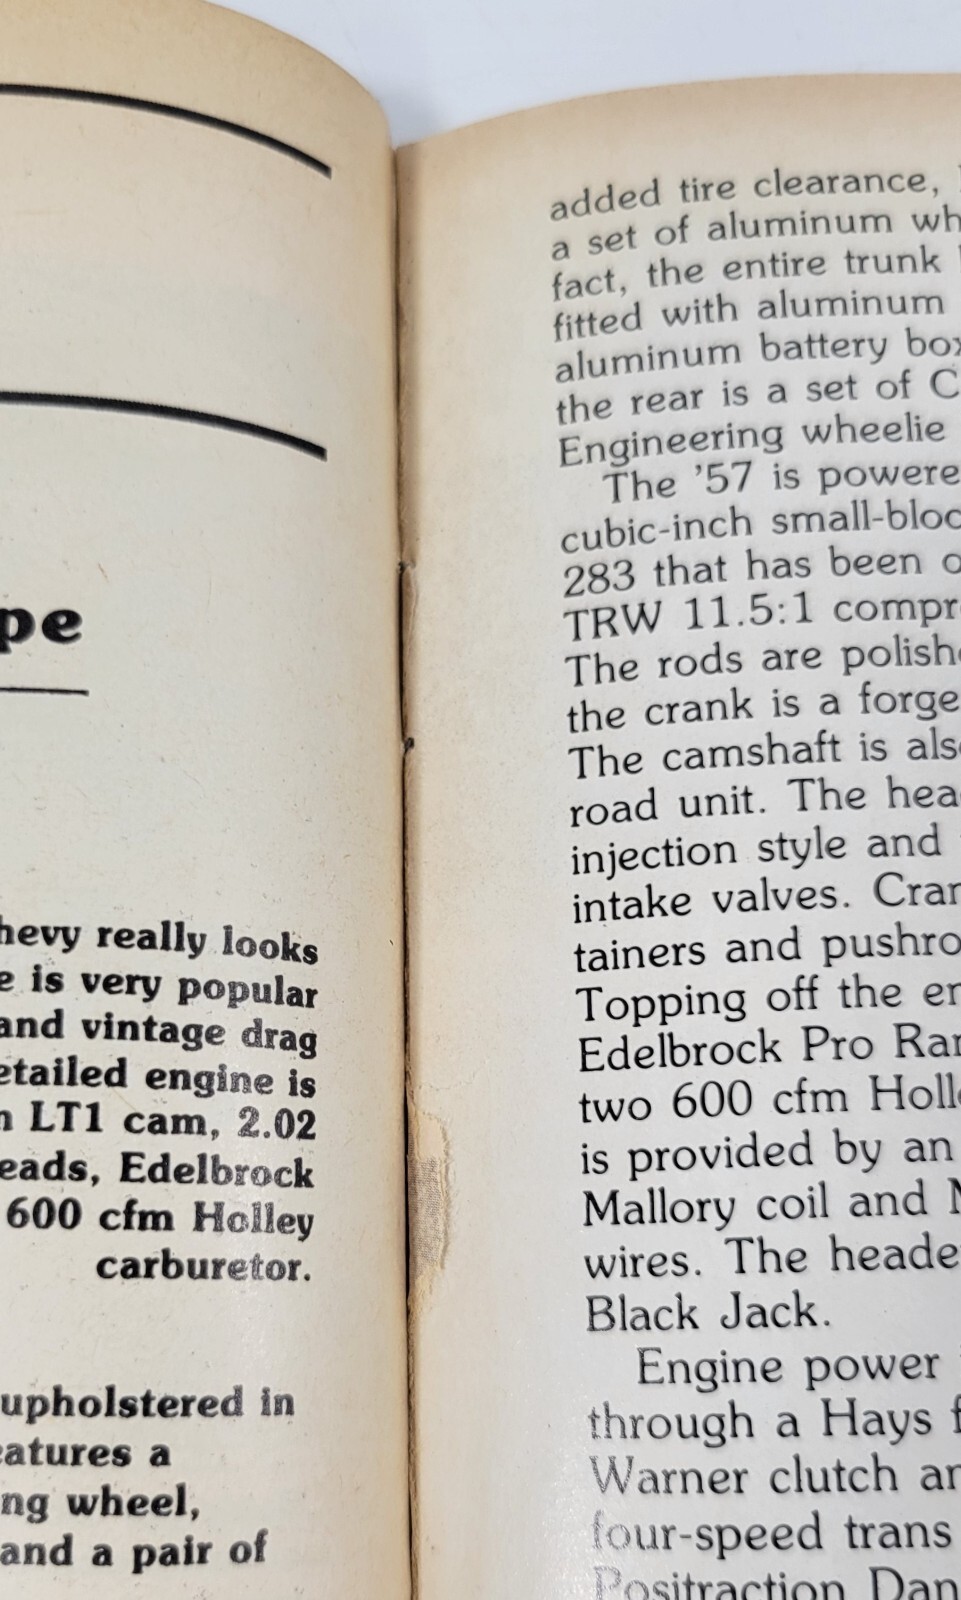 pe
hevy really looks
e is very popular
and vintage drag
etailed engine is
n LT1 cam, 2.02
eads, Edelbrock
600 cfm Holley
carburetor.
upholstered in
eatures a
ng wheel,
and a pair of
added tire clearance,
a set of aluminum wh
fact, the entire trunk
fitted with aluminum
aluminum battery box
the rear is a set of C
Engineering wheelie
The '57 is powere
cubic-inch small-bloc
283 that has been o
TRW 11.5:1 compr
The rods are polish
the crank is a forge
The camshaft is als
road unit. The hea
injection style and
intake valves. Cran
tainers and pushro
Topping off the en
Edelbrock Pro Ran
two 600 cfm Holl
is provided by an
Mallory coil and M
wires. The heade
Black Jack.
Engine power i
through a Hays f
Warner clutch an
four-speed trans
Positraction Dan